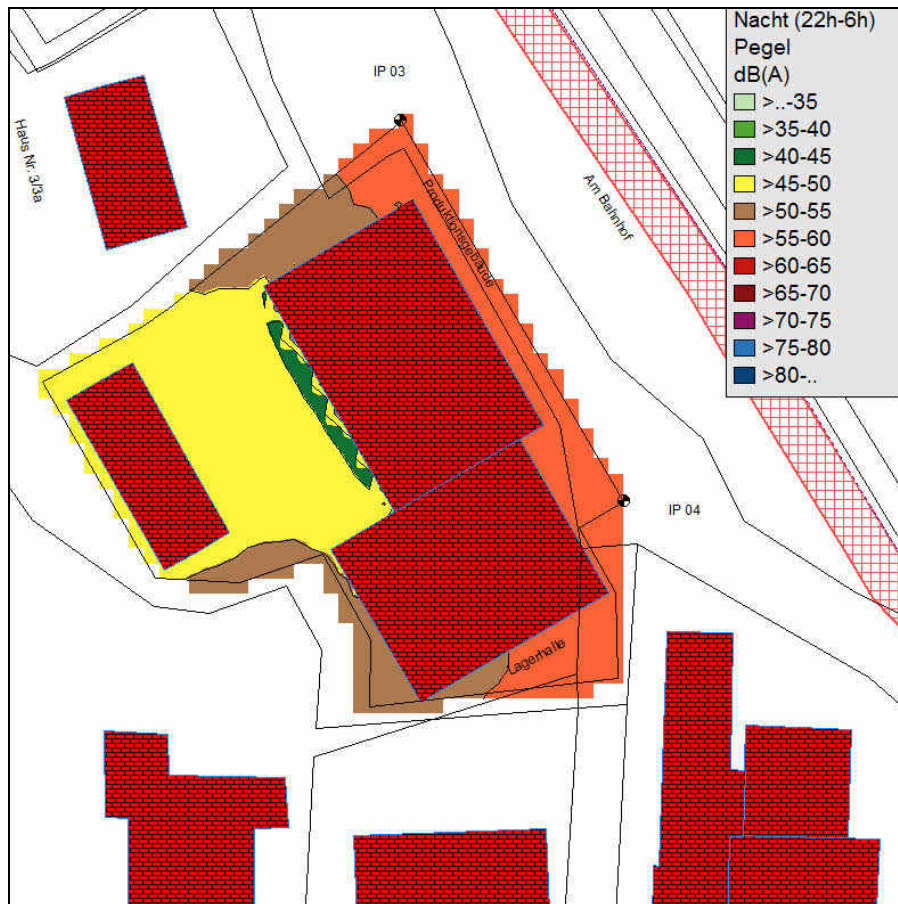 Nacht (22h-6h)
Pegel
dB(A)
>..-35
>35-40
>40-45
>45-50
>50-55
>55-60
>60-65
>65-70
>70-75
>75-80
>80-..
IP 03
Haus Nr. 3/3a
Produktionsgebäude
Am Bahnhof
IP 04
Lagerhalle